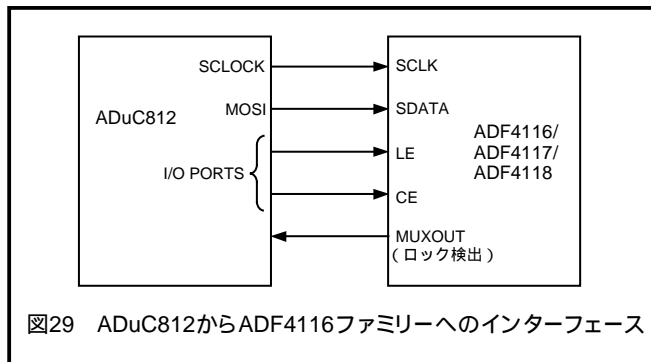 SCLOCK
MOSI
ADuC812
I/O PORTS
SCLK
SDATA
ADF4116/
ADF4117/
ADF4118
LE
CE
MUXOUT
(ロック検出)
図29 ADuC812からADF4116ファミリーへのインターフェース